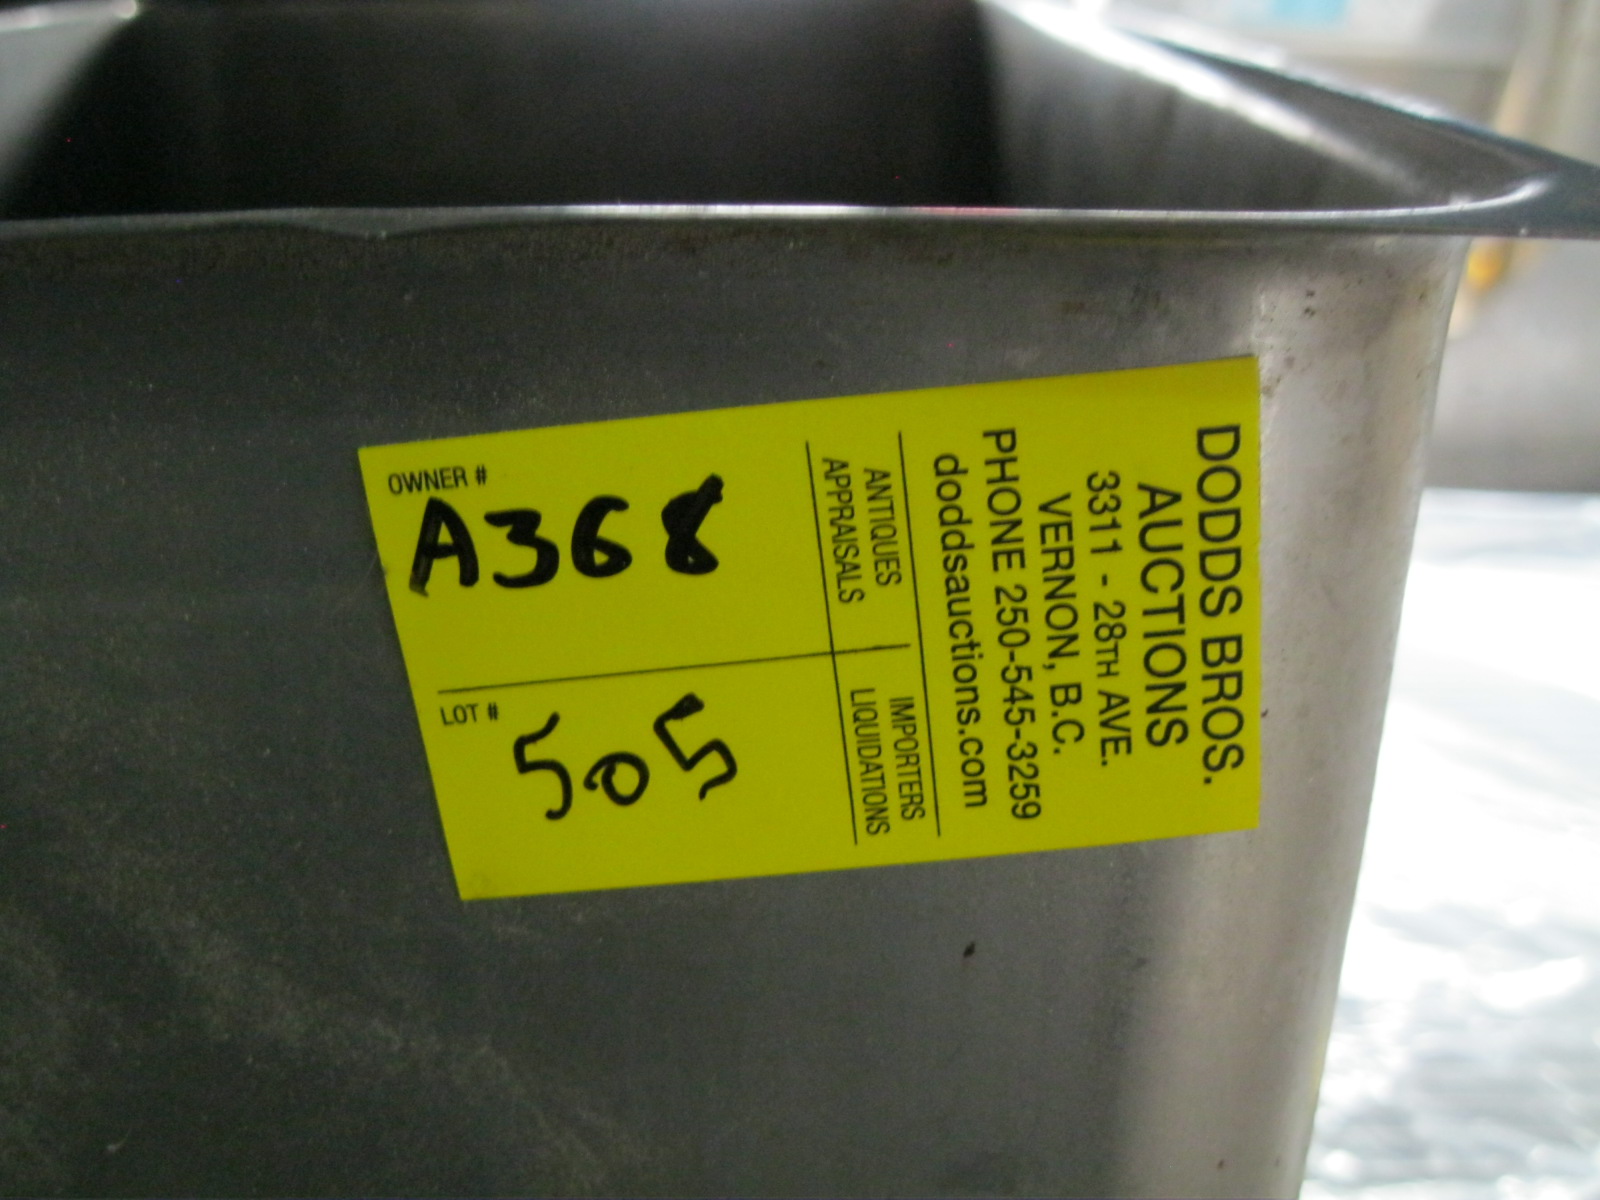 DODDS BROS.
AUCTIONS
3311 - 28TH AVE.
VERNON, B.C.
PHONE 250-545-3259
doddsauctions.com
ANTIQUES
APPRAISALS
IMPORTERS
LIQUIDATIONS
OWNER #
A368
LOT #
505